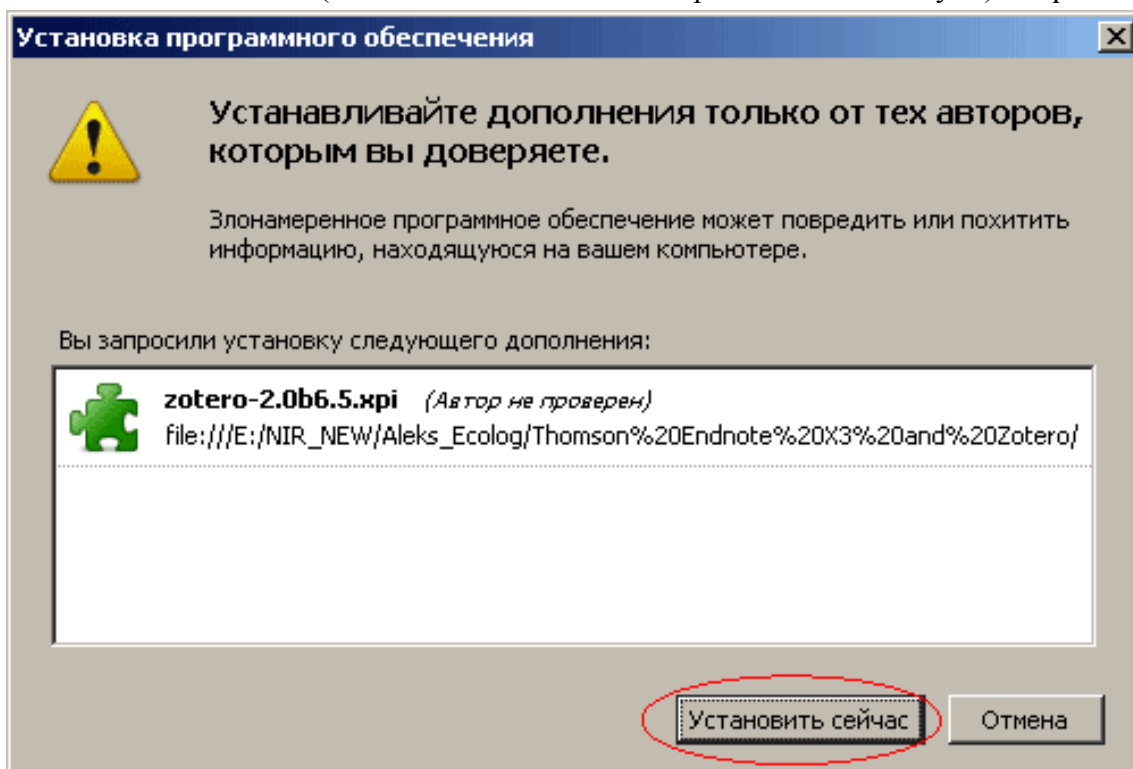 Установка программного обеспечения
Устанавливайте дополнения только от тех авторов,
которым вы доверяете.
Злонамеренное программное обеспечение может повредить или похитить
информацию, находящуюся на вашем компьютере.
Вы запросили установку следующего дополнения:
zotero-2.0b6.5.xpi (Автор не проверен)
file:///E:/NIR_NEW/Aleks_Ecolog/Thomson%20Endnote%20X3%20and%20Zotero/
Установить сейчас Отмена